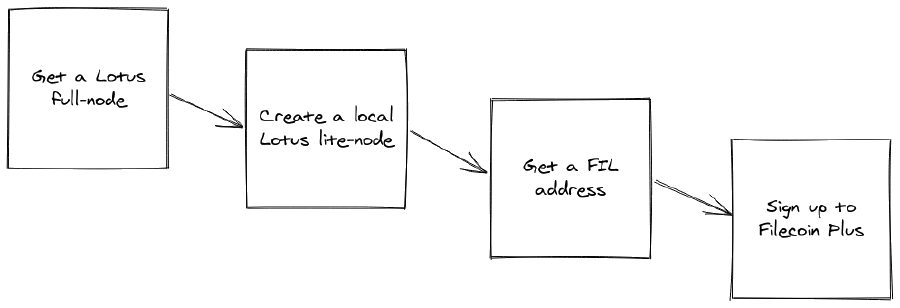 Get a Lotus
full-node
Create a local
Lotus lite-node
Get a FIL
address
Sign up to
Filecoin Plus